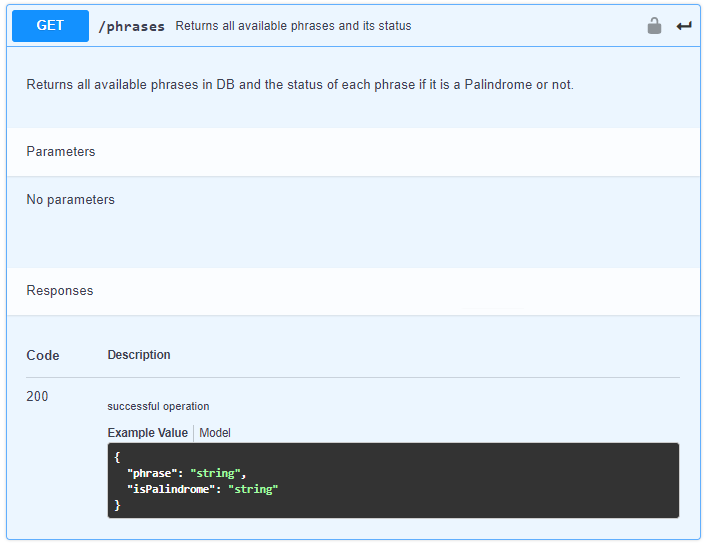 GET /phrases Returns all available phrases and its status
Returns all available phrases in DB and the status of each phrase if it is a Palindrome or not.
Parameters
No parameters
Responses
Code Description
200
successful operation
Example Value Model
{
"phrase": "string",
"isPalindrome": "string"
}